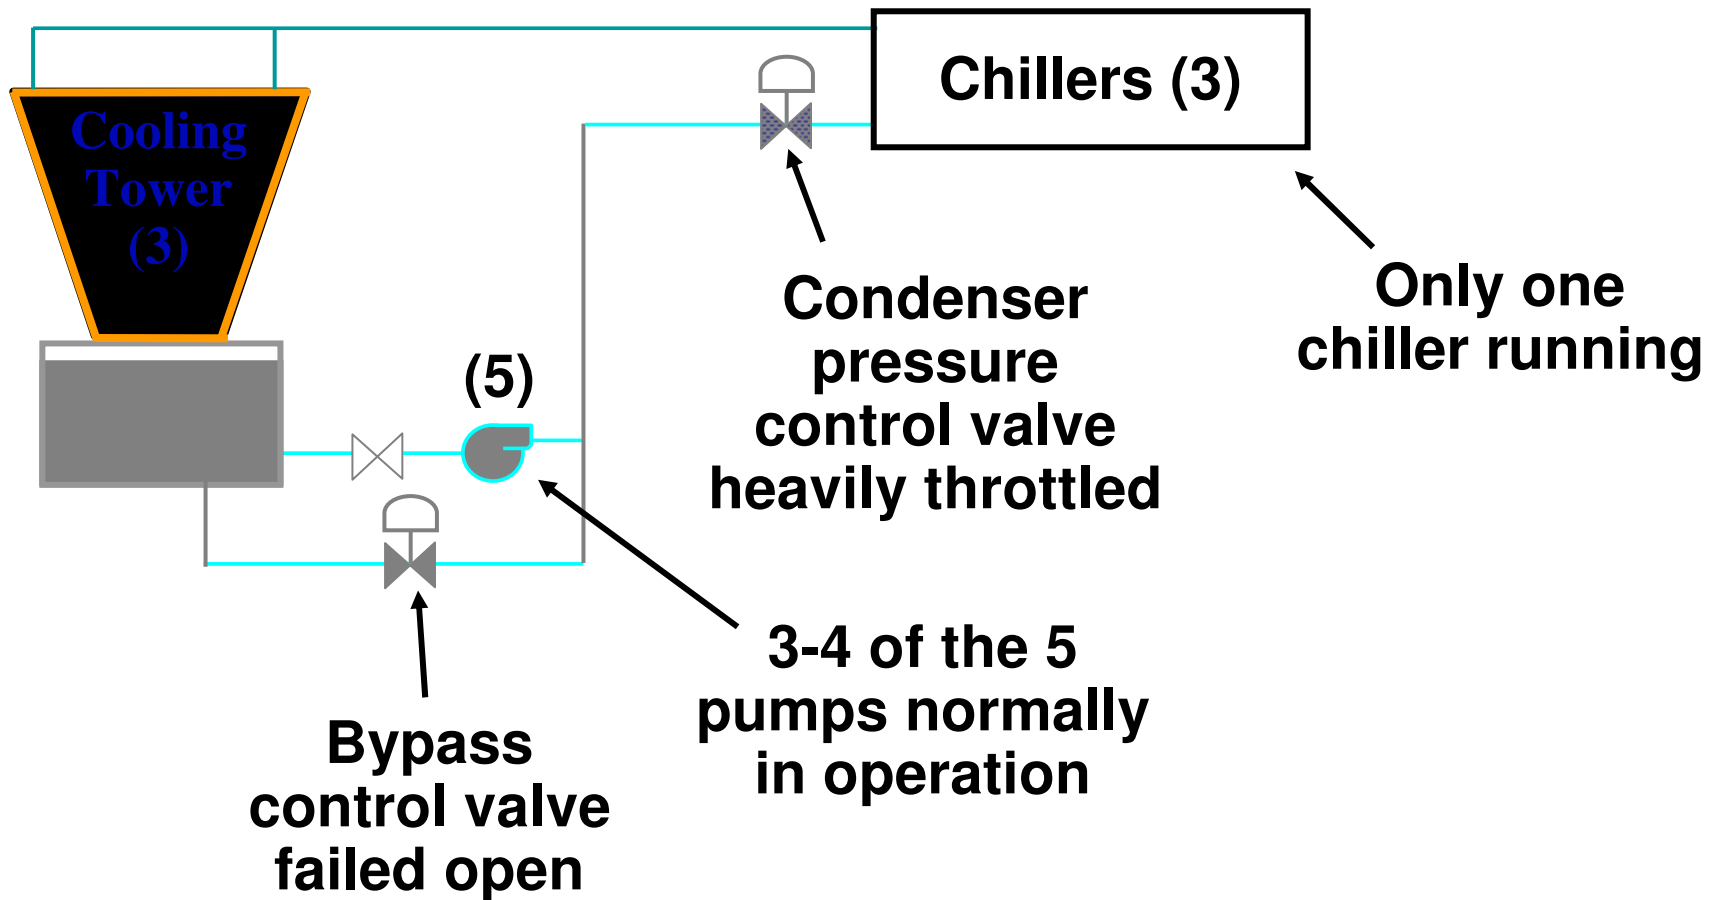 Chillers (3)
Cooling
Tower
(3)
(5)
Condenser
pressure
control valve
heavily throttled
Only one
chiller running
3-4 of the 5
pumps normally
in operation
Bypass
control valve
failed open